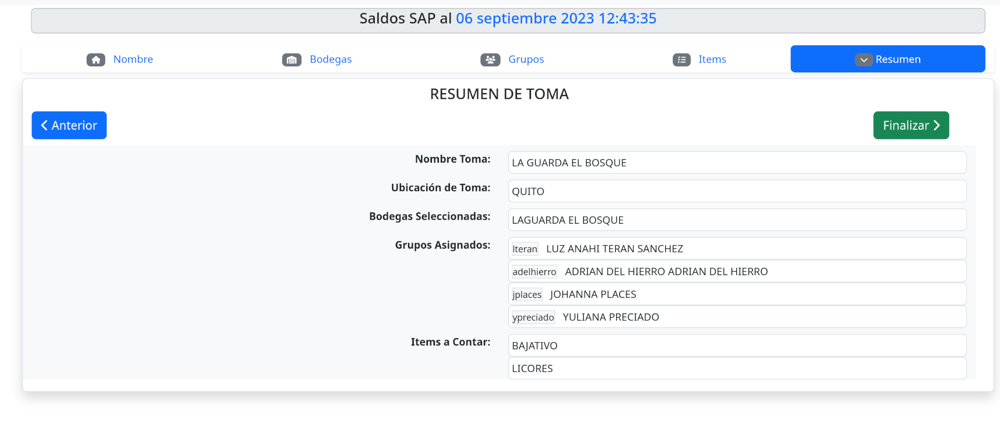 Saldos SAP al 06 septiembre 2023 12:43:35
Nombre Bodegas Grupos Items Resumen
RESUMEN DE TOMA
Anterior Finalizar
Nombre Toma: LA GUARDA EL BOSQUE
Ubicación de Toma: QUITO
Bodegas Seleccionadas: LAGUARDA EL BOSQUE
Grupos Asignados: lteran LUZ ANAHI TERAN SANCHEZ
adelhierro ADRIAN DEL HIERRO ADRIAN DEL HIERRO
jplaces JOHANNA PLACES
ypreciado YULIANA PRECIADO
Items a Contar: BAJATIVO
LICORES